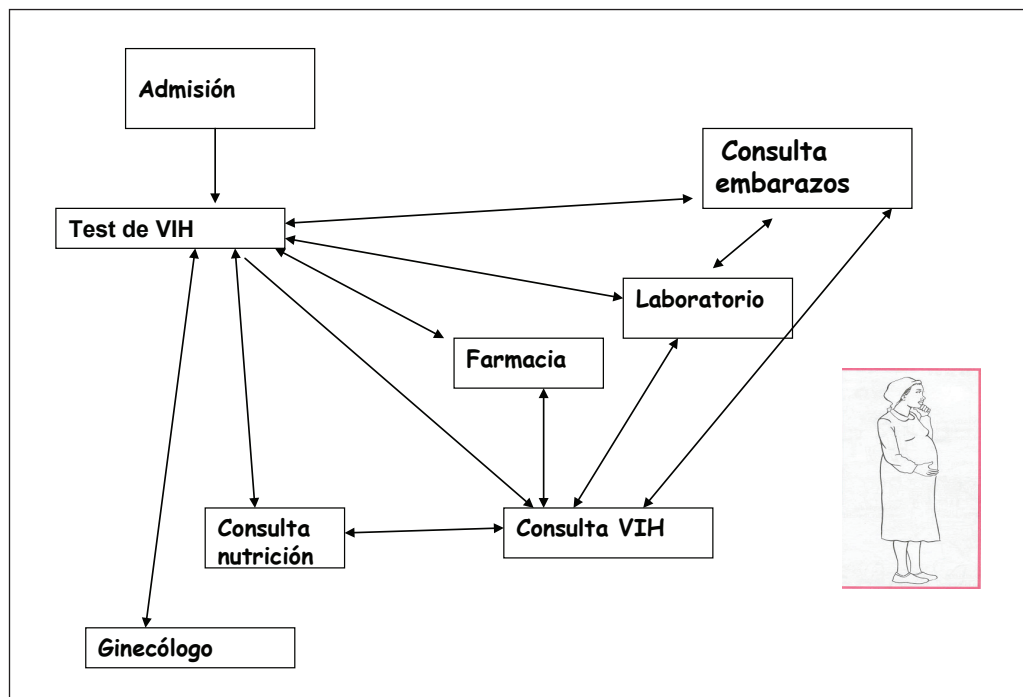 Admisión
Consulta
embarazos
Test de VIH
Laboratorio
Farmacia
Consulta
nutrición
Consulta VIH
Ginecólogo